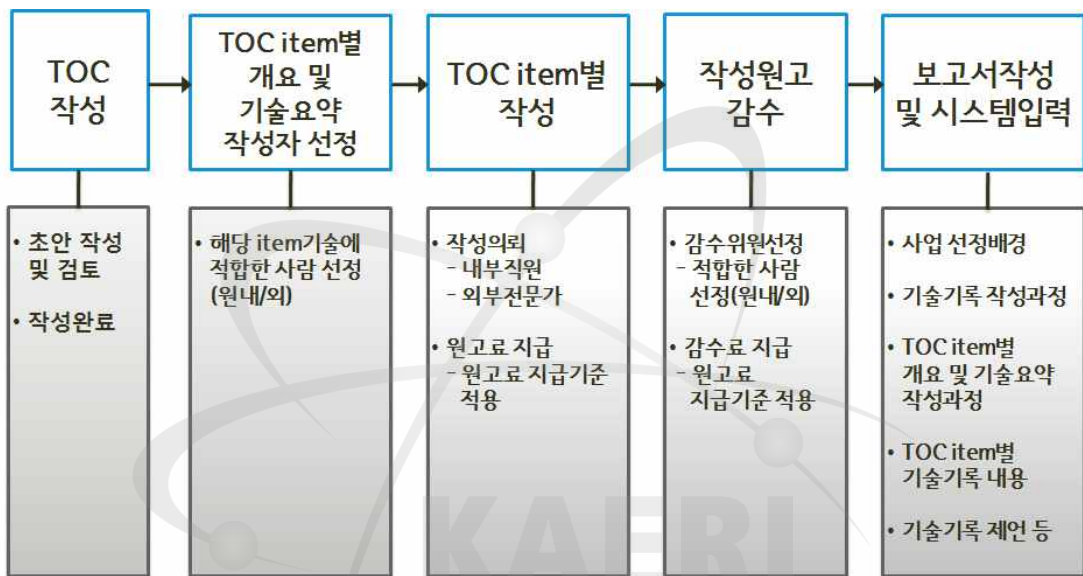 TOC
작성
TOC item별
개요 및
기술요약
작성자 선정
TOC item별
작성
작성원고
감수
보고서작성
및 시스템입력
• 초안 작성
및 검토
• 작성완료
• 해당 item기술에
적합한 사람 선정
(원내/외)
• 작성의뢰
- 내부직원
- 외부전문가
• 원고료 지급
- 원고료 지급기준
적용
• 감수위원선정
- 적합한 사람
선정(원내/외)
• 감수료 지급
- 원고료
지급기준 적용
• 사업 선정배경
• 기술기록 작성과정
• TOC item별
개요 및 기술요약
작성과정
• TOC item별
기술기록 내용
• 기술기록 제언 등
KAERI